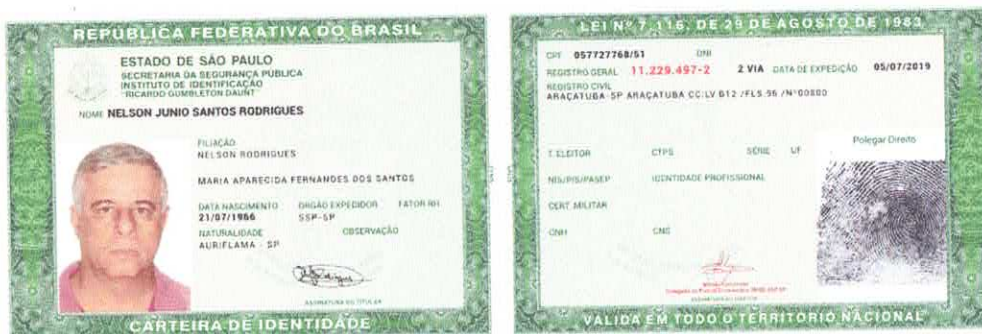 REPÚBLICA FEDERATIVA DO BRASIL
ESTADO DE SÃO PAULO
SECRETARIA DA SEGURANÇA PÚBLICA
INSTITUTO DE IDENTIFICAÇÃO
"RICARDO GUMBLETON DAUNT"
NOME NELSON JUNIO SANTOS RODRIGUES
FILIAÇÃO
NELSON RODRIGUES
MARIA APARECIDA FERNANDES DOS SANTOS
DATA NASCIMENTO ORGÃO EXPEDIDOR FATOR RH
21/07/1966 SSP-SP
NATURALIDADE OBSERVAÇÃO
AURIFLAMA - SP
ASSINATURA DO TITULAR
CARTEIRA DE IDENTIDADE
LEI Nº 7.116, DE 29 DE AGOSTO DE 1983
CPF 057727768/51 DNI
REGISTRO GERAL 11.229.497-2 2 VIA DATA DE EXPEDIÇÃO 05/07/2019
REGISTRO CIVIL
ARAÇATUBA-SP ARAÇATUBA CC:LV.B12 /FLS.96 /Nº00800
Polegar Direito
T. ELEITOR CTPS SÉRIE UF
NIS/PIS/PASEP IDENTIDADE PROFISSIONAL
CERT. MILITAR
CNH CNS
VÁLIDA EM TODO O TERRITÓRIO NACIONAL